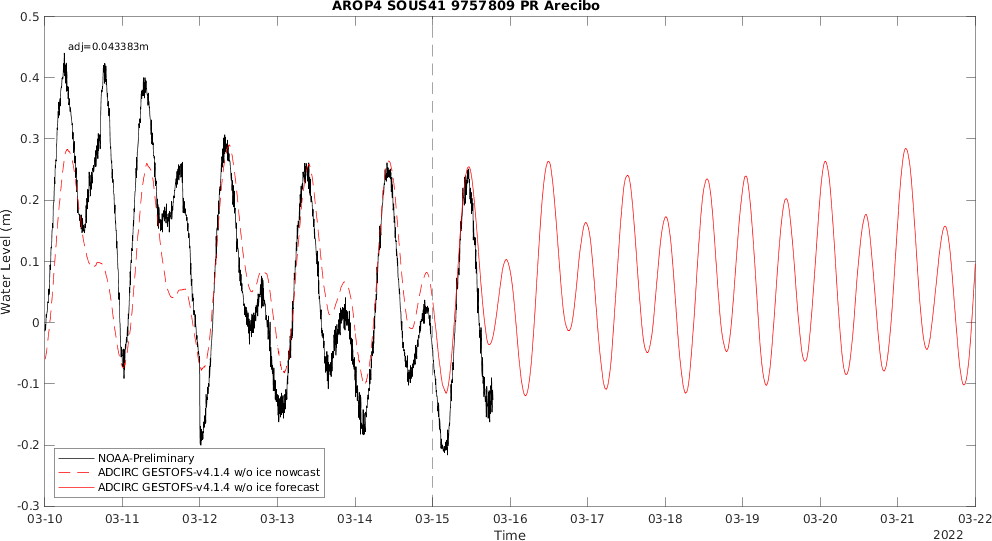 AROP4 SOUS41 9757809 PR Arecibo
adj=0.043383m
0.5
0.4
0.3
0.2
0.1
0
-0.1
-0.2
-0.3
Water Level (m)
NOAA-Preliminary
ADCIRC GESTOFS-v4.1.4 w/o ice nowcast
ADCIRC GESTOFS-v4.1.4 w/o ice forecast
03-10 03-11 03-12 03-13 03-14 03-15 03-16 03-17 03-18 03-19 03-20 03-21 03-22
Time
2022